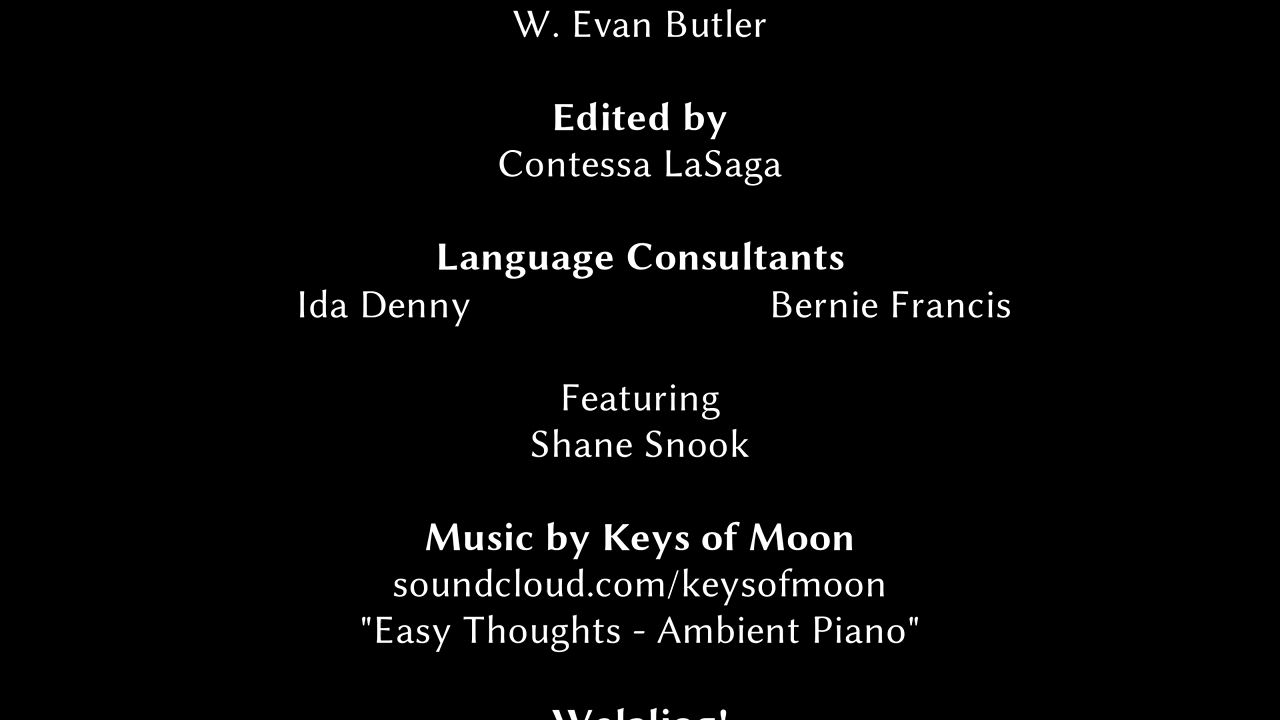 W. Evan Butler
Edited by
Contessa LaSaga
Language Consultants
Ida Denny Bernie Francis
Featuring
Shane Snook
Music by Keys of Moon
soundcloud.com/keysofmoon
"Easy Thoughts - Ambient Piano"